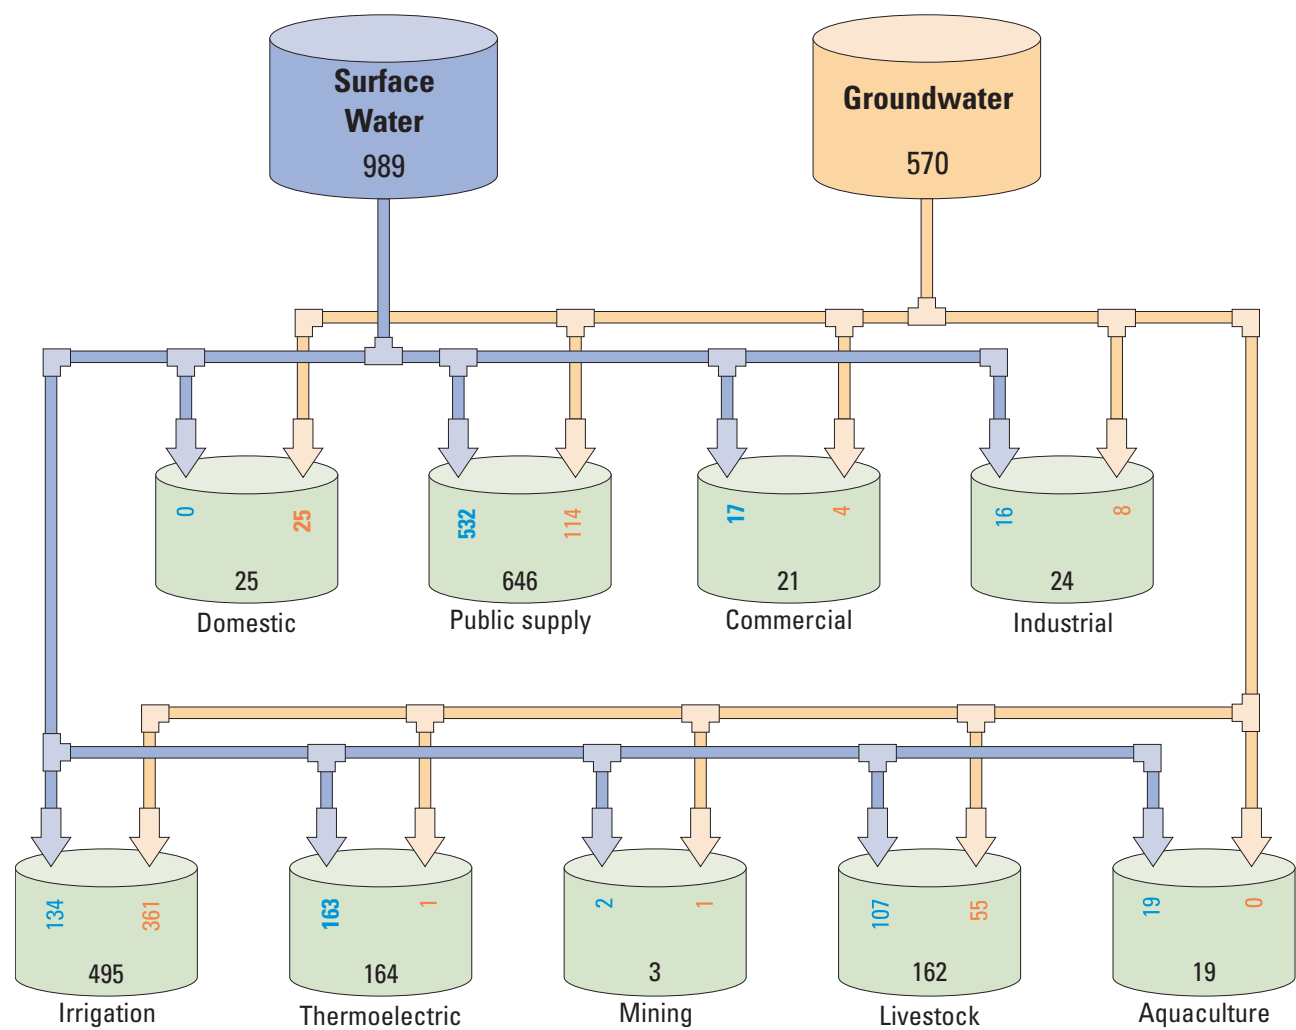 Surface
Water
989
Groundwater
570
0
25
25
Domestic
532
114
646
Public supply
17
4
21
Commercial
16
8
24
Industrial
134
361
495
Irrigation
163
1
164
Thermoelectric
2
1
3
Mining
107
55
162
Livestock
19
0
19
Aquaculture